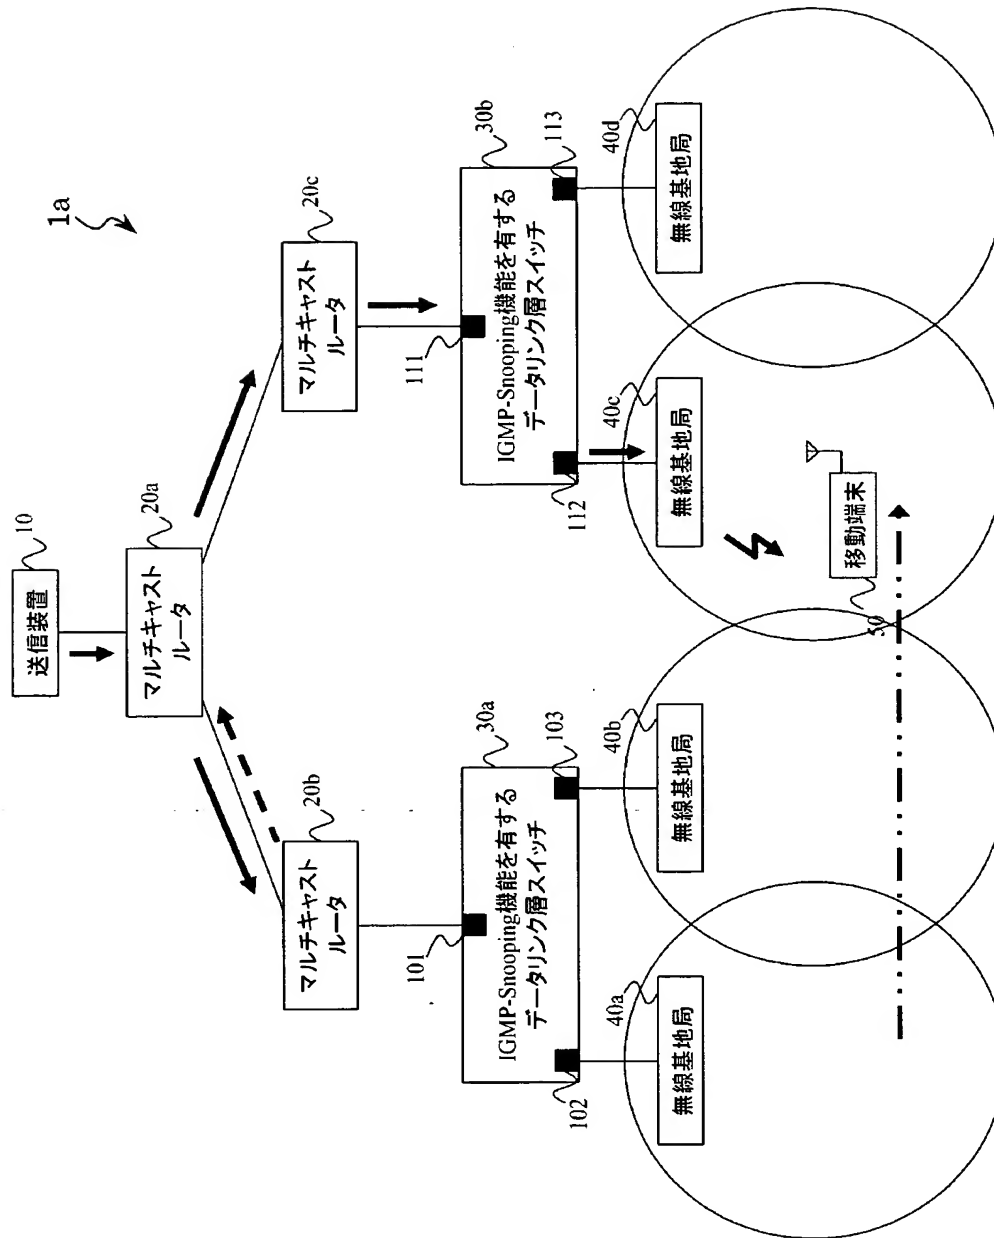 1a
10
送信装置
20a
マルチキャスト
ルータ
20b
マルチキャスト
ルータ
20c
マルチキャスト
ルータ
30a
101
IGMP-Snooping機能を有する
データリンク層スイッチ
102
103
30b
111
IGMP-Snooping機能を有する
データリンク層スイッチ
112
113
40a
無線基地局
40b
無線基地局
40c
無線基地局
40d
無線基地局
移動端末
50